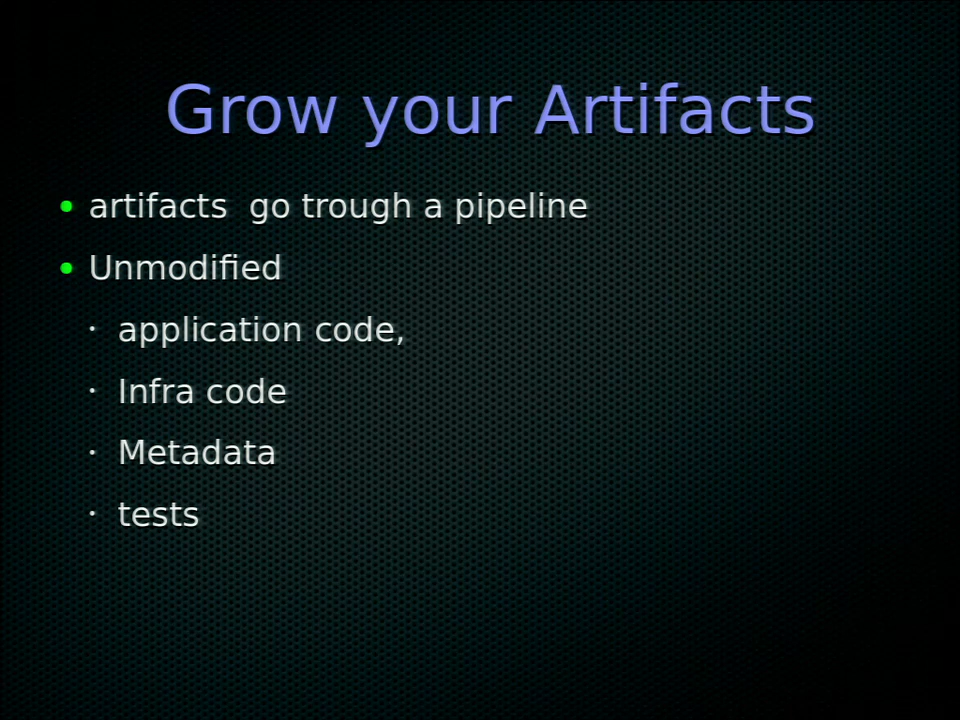 Grow your Artifacts
• artifacts  go trough a pipeline
• Unmodified
• application code,
• Infra code
• Metadata
• tests